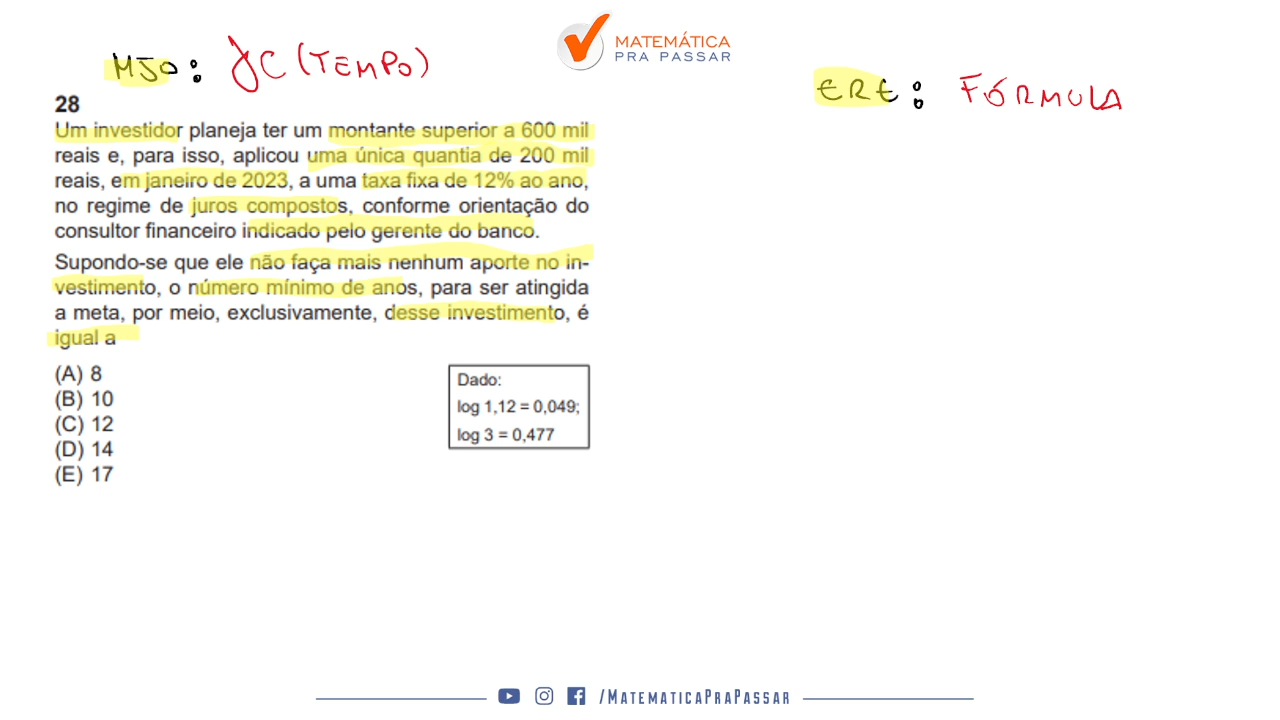 MATEMÁTICA
PRA PASSAR
MJO: JC (TEMPO)
ERE: FÓRMULA
28
Um investidor planeja ter um montante superior a 600 mil
reais e, para isso, aplicou uma única quantia de 200 mil
reais, em janeiro de 2023, a uma taxa fixa de 12% ao ano,
no regime de juros compostos, conforme orientação do
consultor financeiro indicado pelo gerente do banco.
Supondo-se que ele não faça mais nenhum aporte no in-
vestimento, o número mínimo de anos, para ser atingida
a meta, por meio, exclusivamente, desse investimento, é
igual a
(A) 8
(B) 10
(C) 12
(D) 14
(E) 17
Dado:
log 1,12 = 0,049;
log 3 = 0,477
/MATEMATICAPRAPASSAR